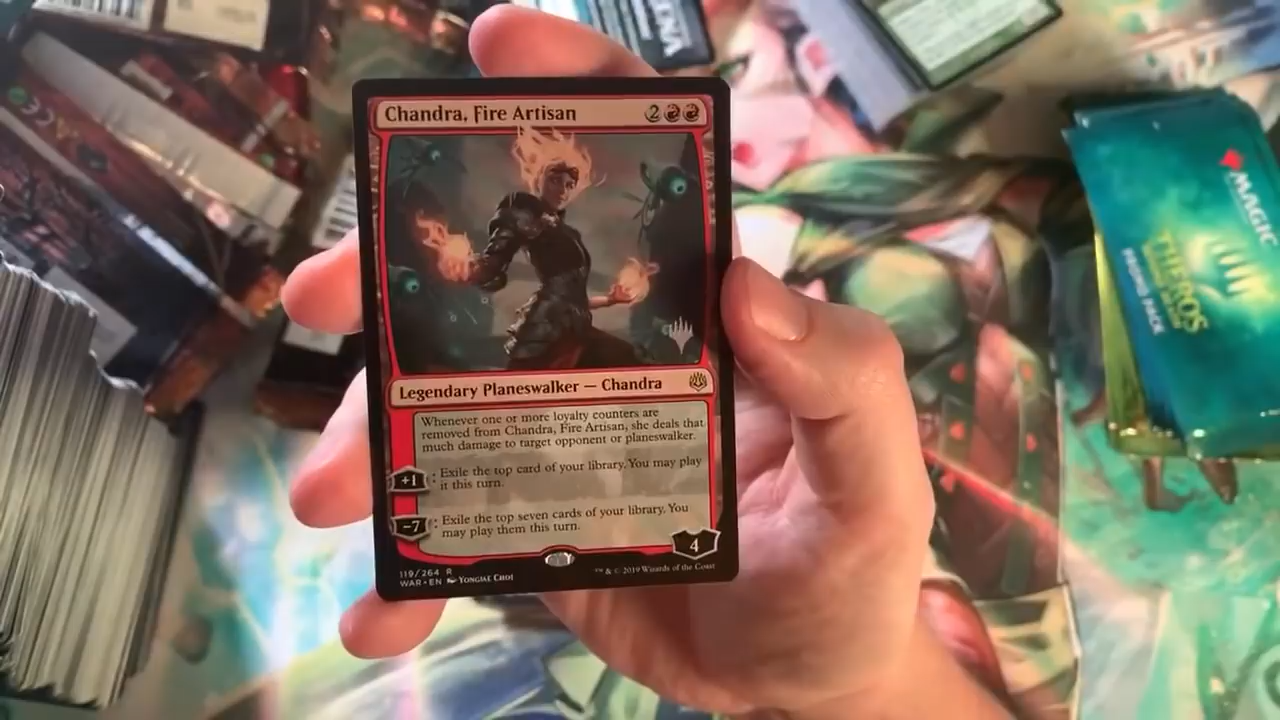 Chandra, Fire Artisan
2
Legendary Planeswalker — Chandra
Whenever one or more loyalty counters are
removed from Chandra, Fire Artisan, she deals that
much damage to target opponent or planeswalker.
+1 : Exile the top card of your library. You may play
it this turn.
−7 : Exile the top seven cards of your library. You
may play them this turn.
4
119/264 R
WAR • EN YONGJAE CHOI
™ & © 2019 Wizards of the Coast
MAGIC
THEROS
PROMO PACK